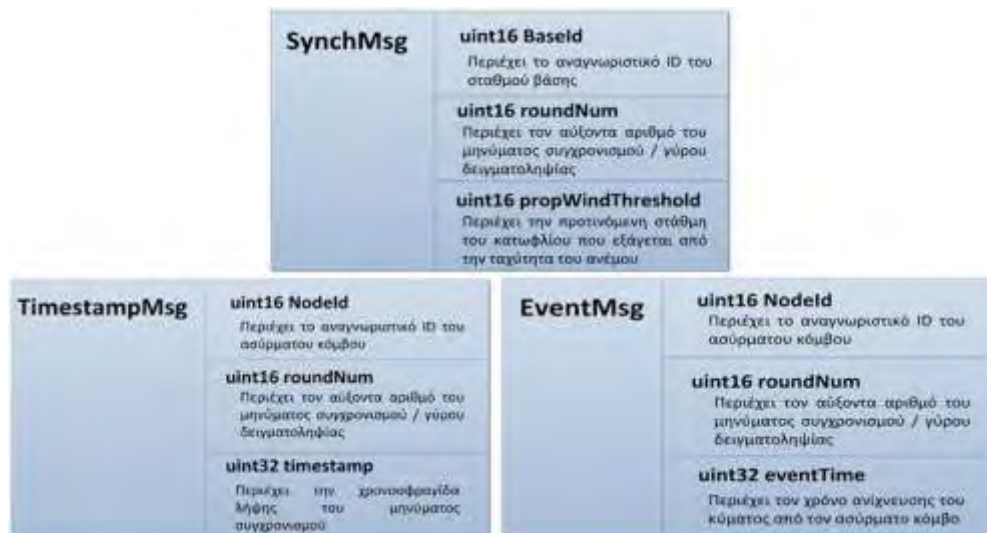 SynchMsg
uint16 BaseId
Περιέχει το αναγνωριστικό ID του
σταθμού βάσης
uint16 roundNum
Περιέχει τον αύξοντα αριθμό του
μηνύματος συγχρονισμού / γύρου
δειγματοληψίας
uint16 propWindThreshold
Περιέχει την προτινόμενη στάθμη
του κατωφλίου που εξάγεται από
την ταχύτητα του ανέμου
TimestampMsg
uint16 NodeId
Περιέχει το αναγνωριστικό ID του
ασύρματου κόμβου
uint16 roundNum
Περιέχει τον αύξοντα αριθμό του
μηνύματος συγχρονισμού / γύρου
δειγματοληψίας
uint32 timestamp
Περιέχει την χρονοσφραγίδα
λήψης του μηνύματος
συγχρονισμού
EventMsg
uint16 NodeId
Περιέχει το αναγνωριστικό ID του
ασύρματου κόμβου
uint16 roundNum
Περιέχει τον αύξοντα αριθμό του
μηνύματος συγχρονισμού / γύρου
δειγματοληψίας
uint32 eventTime
Περιέχει τον χρόνο ανίχνευσης του
κύματος από τον ασύρματο κόμβο